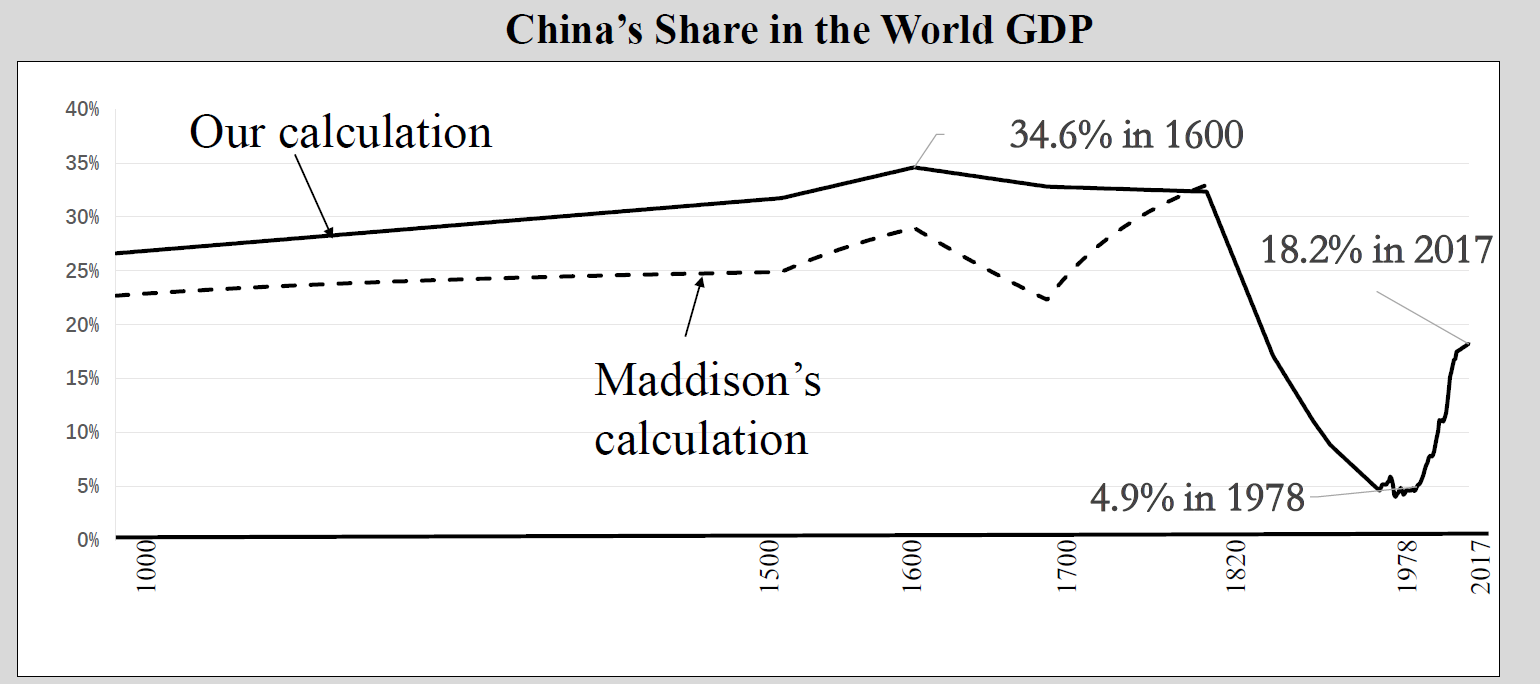 China’s Share in the World GDP
40%
Our calculation
34.6% in 1600
35%
30%
18.2% in 2017
25%
20%
Maddison’s
calculation
15%
10%
5%
4.9% in 1978
0%
1000
1500
1600
1700
1820
1978
2017